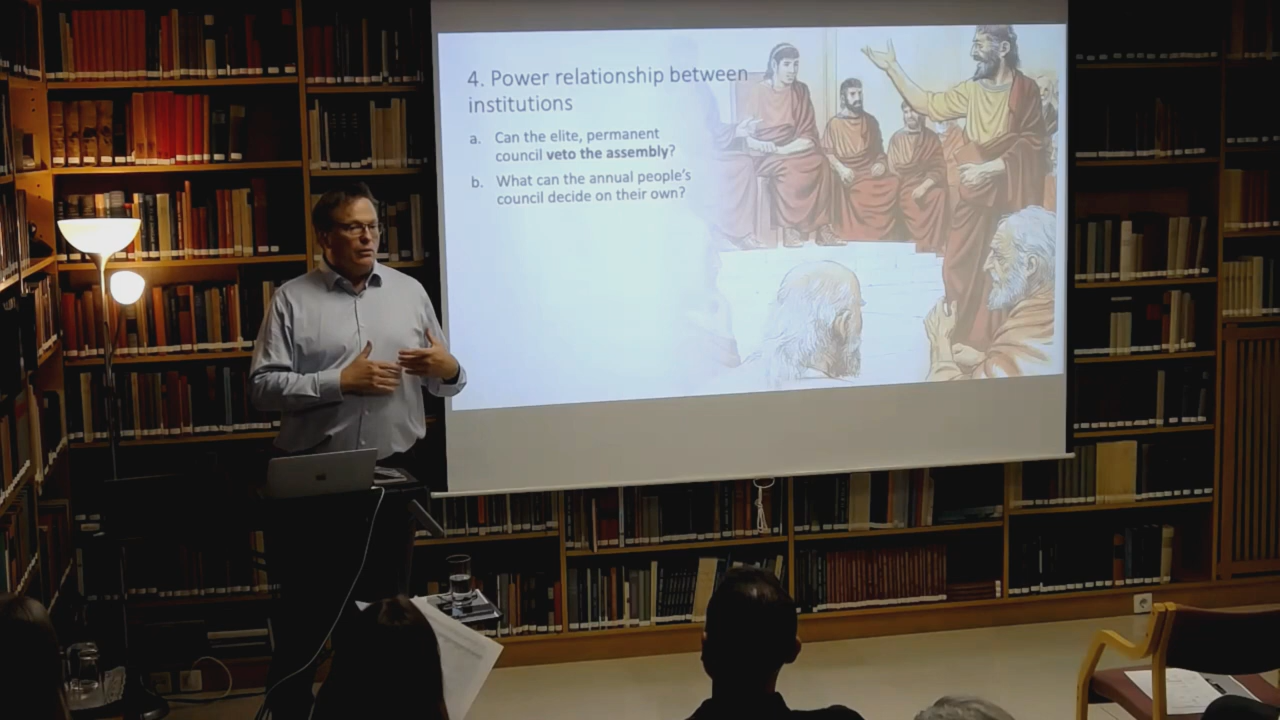 4. Power relationship between
institutions
a. Can the elite, permanent
council veto the assembly?
b. What can the annual people's
council decide on their own?